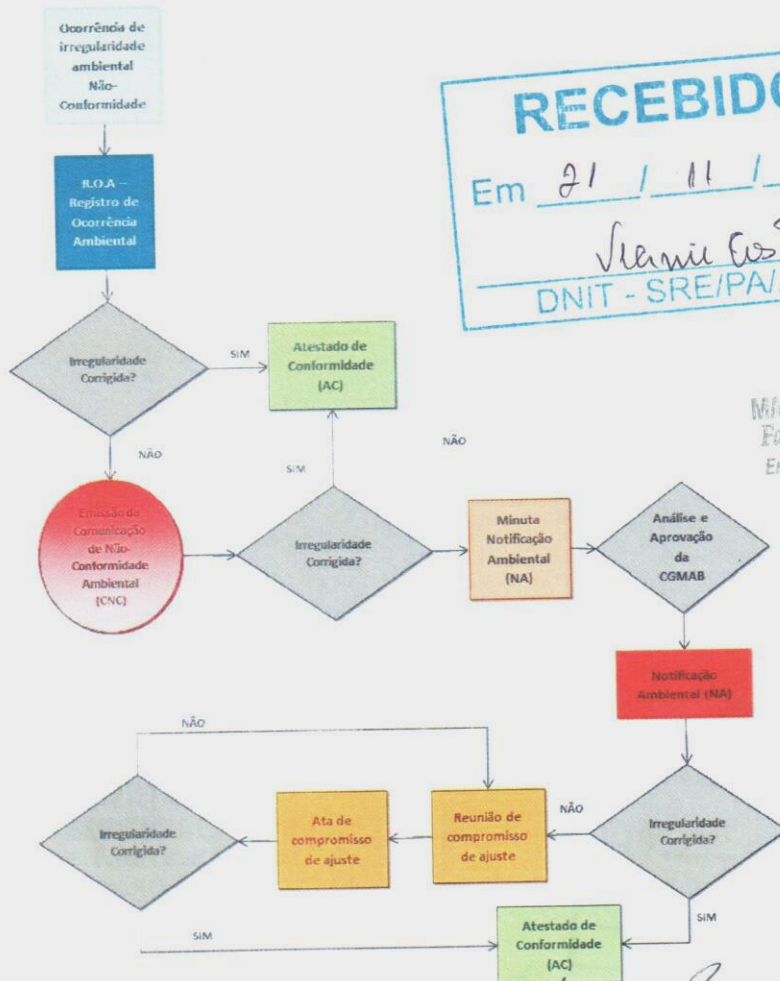 Ocorrência de
irregularidade
ambiental
Não-
Conformidade
RECEBIDO
Em 21 / 11 /
DNIT - SRE/PA/
R.O.A –
Registro de
Ocorrência
Ambiental
Irregularidade
Corrigida?
SIM
Atestado de
Conformidade
(AC)
NÃO
SIM
NÃO
Emissão da
Comunicação
de Não-
Conformidade
Ambiental
(CNC)
Irregularidade
Corrigida?
Minuta
Notificação
Ambiental
(NA)
Análise e
Aprovação
da
CGMAB
Notificação
Ambiental (NA)
NÃO
Irregularidade
Corrigida?
Ata de
compromisso
de ajuste
Reunião de
compromisso
de ajuste
NÃO
Irregularidade
Corrigida?
SIM
SIM
Atestado de
Conformidade
(AC)